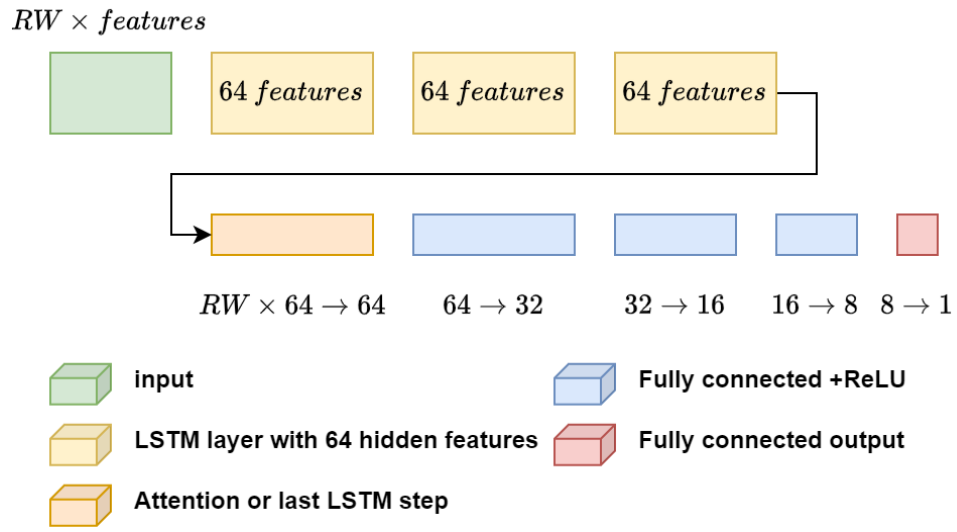 RW × features
64 features 64 features 64 features
RW × 64 → 64 64 → 32 32 → 16 16 → 8 8 → 1
input
Fully connected +ReLU
LSTM layer with 64 hidden features
Fully connected output
Attention or last LSTM step